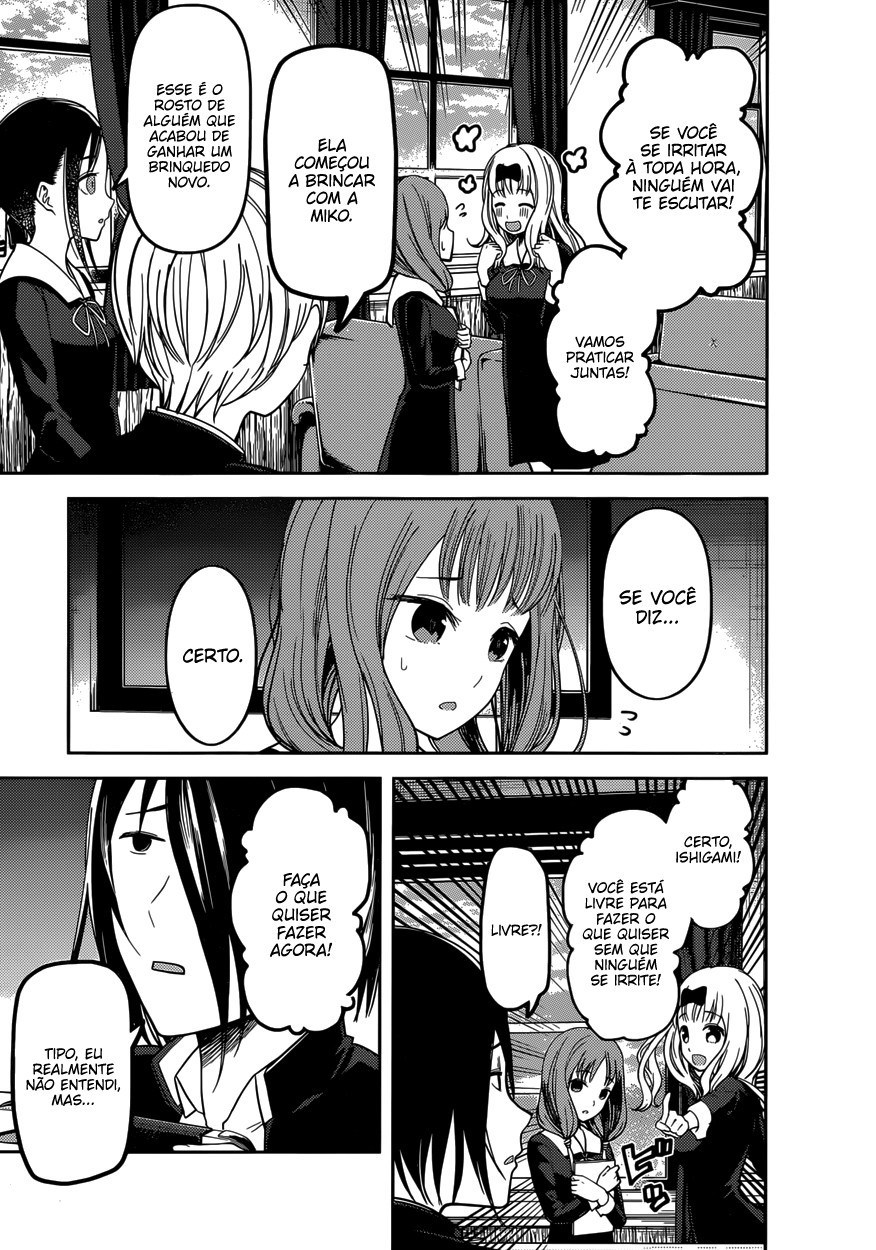 SE VOCÊ
SE IRRITAR
À TODA HORA,
NINGUÉM VAI
TE ESCUTAR!
VAMOS
PRATICAR
JUNTAS!
ELA
COMEÇOU
A BRINCAR
COM A
MIKO.
ESSE É O
ROSTO DE
ALGUÉM QUE
ACABOU DE
GANHAR UM
BRINQUEDO
NOVO.
SE VOCÊ
DIZ...
CERTO.
CERTO,
ISHIGAMI!
VOCÊ ESTÁ
LIVRE PARA
FAZER O
QUE QUISER
SEM QUE
NINGUÉM
SE IRRITE!
LIVRE?!
ビシッ
FAÇA
O QUE
QUISER
FAZER
AGORA!
TIPO, EU
REALMENTE
NÃO ENTENDI,
MAS...